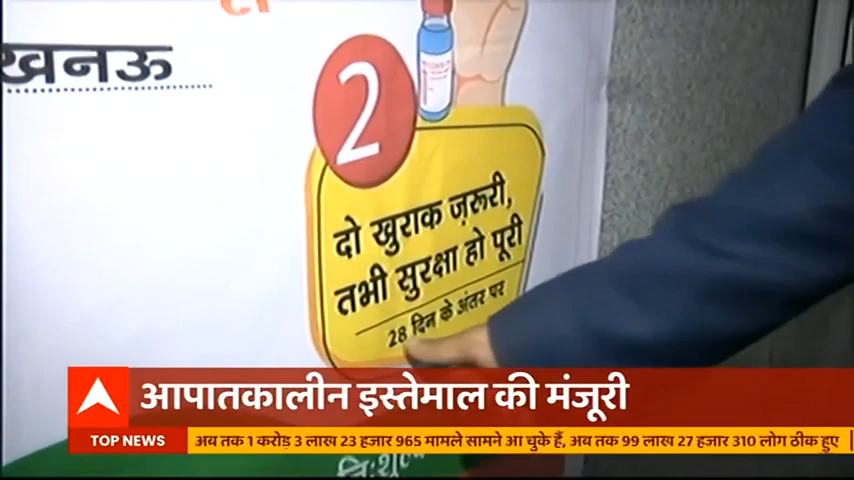 खनऊ
2
दो खुराक ज़रूरी,
तभी सुरक्षा हो पूरी
28 दिन के अंतर पर
आपातकालीन इस्तेमाल की मंजूरी
TOP NEWS
अब तक 1 करोड़ 3 लाख 23 हजार 965 मामले सामने आ चुके हैं, अब तक 99 लाख 27 हजार 310 लोग ठीक हुए